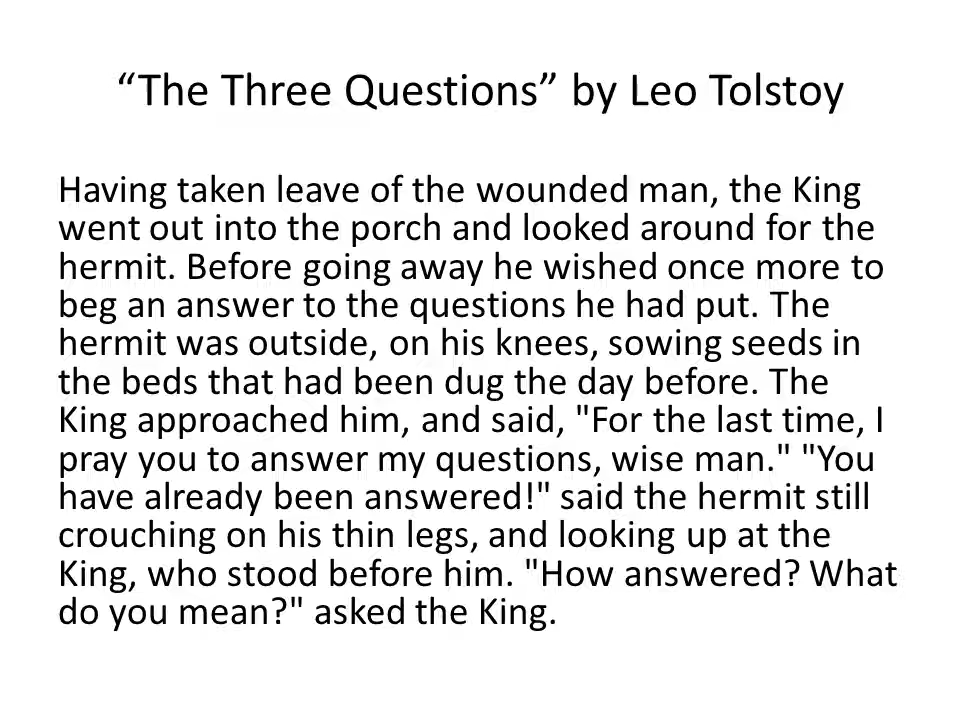 “The Three Questions” by Leo Tolstoy
Having taken leave of the wounded man, the King
went out into the porch and looked around for the
hermit. Before going away he wished once more to
beg an answer to the questions he had put. The
hermit was outside, on his knees, sowing seeds in
the beds that had been dug the day before. The
King approached him, and said, "For the last time, I
pray you to answer my questions, wise man." "You
have already been answered!" said the hermit still
crouching on his thin legs, and looking up at the
King, who stood before him. "How answered? What
do you mean?" asked the King.